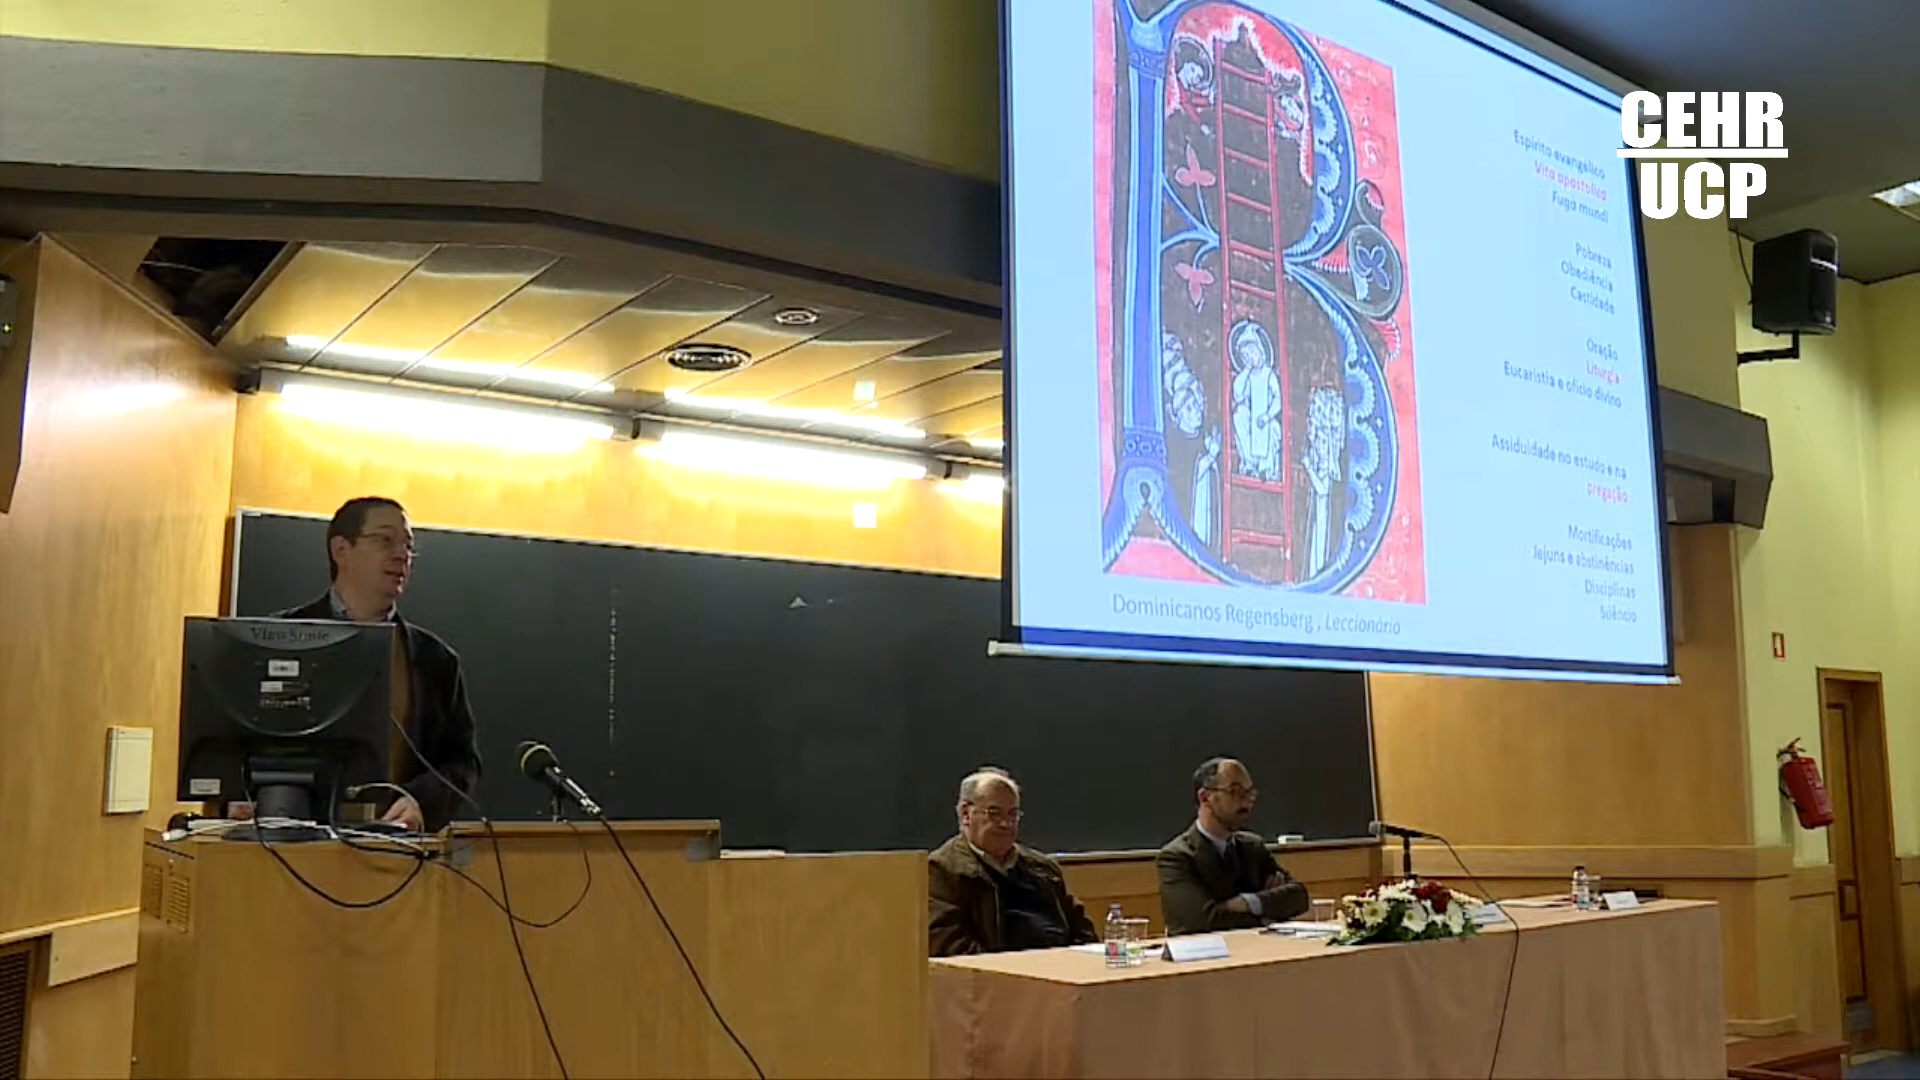 CEHR
UCP
Espírito evangélico
Vita apostolica
Fuga mundi
Pobreza
Obediência
Castidade
Oração
Liturgia
Eucaristia e ofício divino
Assiduidade no estudo e na
pregação
Mortificações
Jejuns e abstinências
Disciplinas
Silêncio
Dominicanos Regensberg , Leccionário
ViewSonic